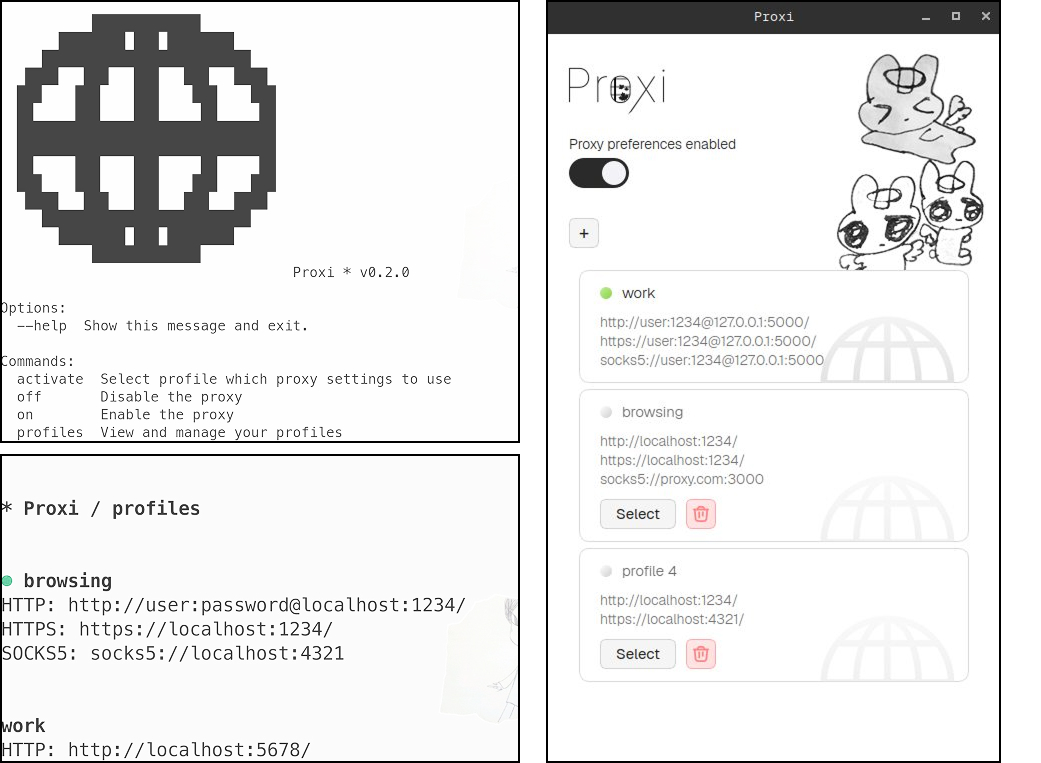 Proxi * v0.2.0
Options:
--help  Show this message and exit.
Commands:
activate  Select profile which proxy settings to use
off       Disable the proxy
on        Enable the proxy
profiles  View and manage your profiles
* Proxi / profiles
browsing
HTTP: http://user:password@localhost:1234/
HTTPS: https://localhost:1234/
SOCKS5: socks5://localhost:4321
work
HTTP: http://localhost:5678/
Proxi
Proxi
Proxy preferences enabled
+
work
http://user:1234@127.0.0.1:5000/
https://user:1234@127.0.0.1:5000/
socks5://user:1234@127.0.0.1:5000
browsing
http://localhost:1234/
https://localhost:1234/
socks5://proxy.com:3000
Select
profile 4
http://localhost:1234/
https://localhost:4321/
Select